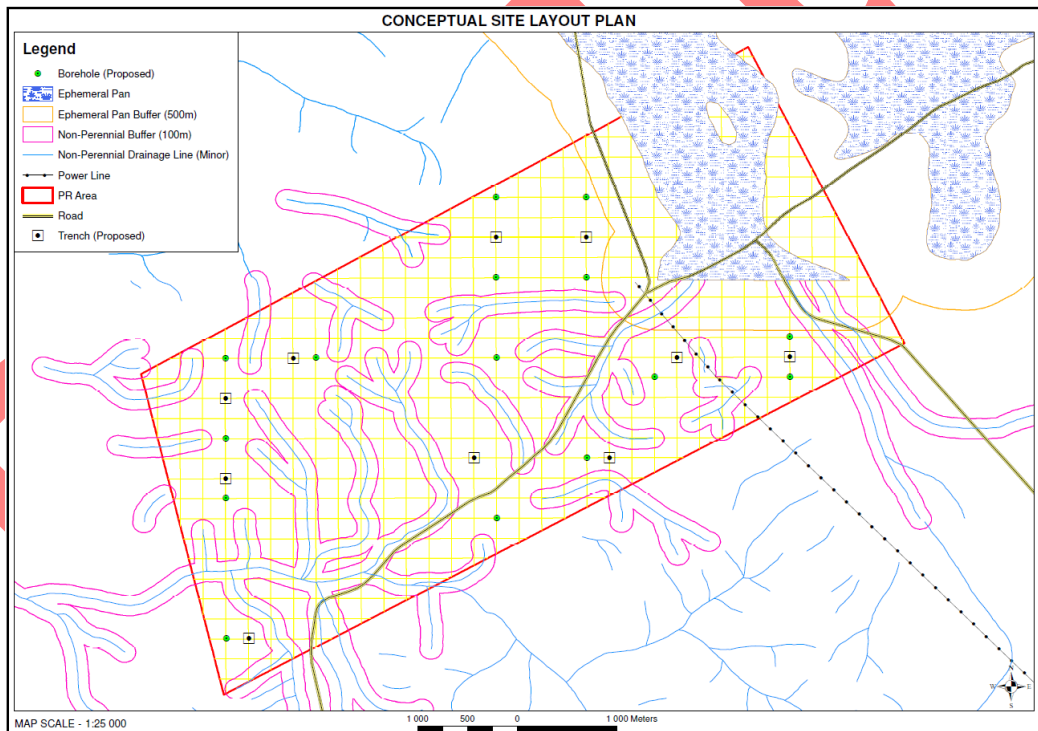 CONCEPTUAL SITE LAYOUT PLAN
Legend
Borehole (Proposed)
Ephemeral Pan
Ephemeral Pan Buffer (500m)
Non-Perennial Buffer (100m)
Non-Perennial Drainage Line (Minor)
Power Line
PR Area
Road
Trench (Proposed)
N
W
E
S
MAP SCALE - 1:25 000
1 000 500 0 1 000 Meters